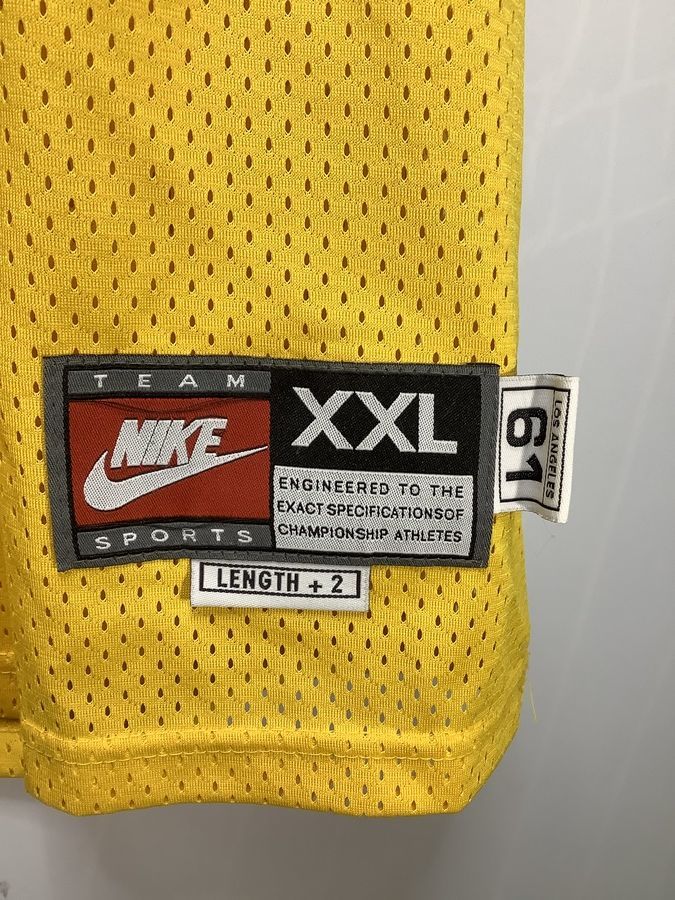 TEAM
NIKE
SPORTS
XXL
ENGINEERED TO THE
EXACT SPECIFICATIONS OF
CHAMPIONSHIP ATHLETES
LENGTH + 2
61
LOS ANGELES